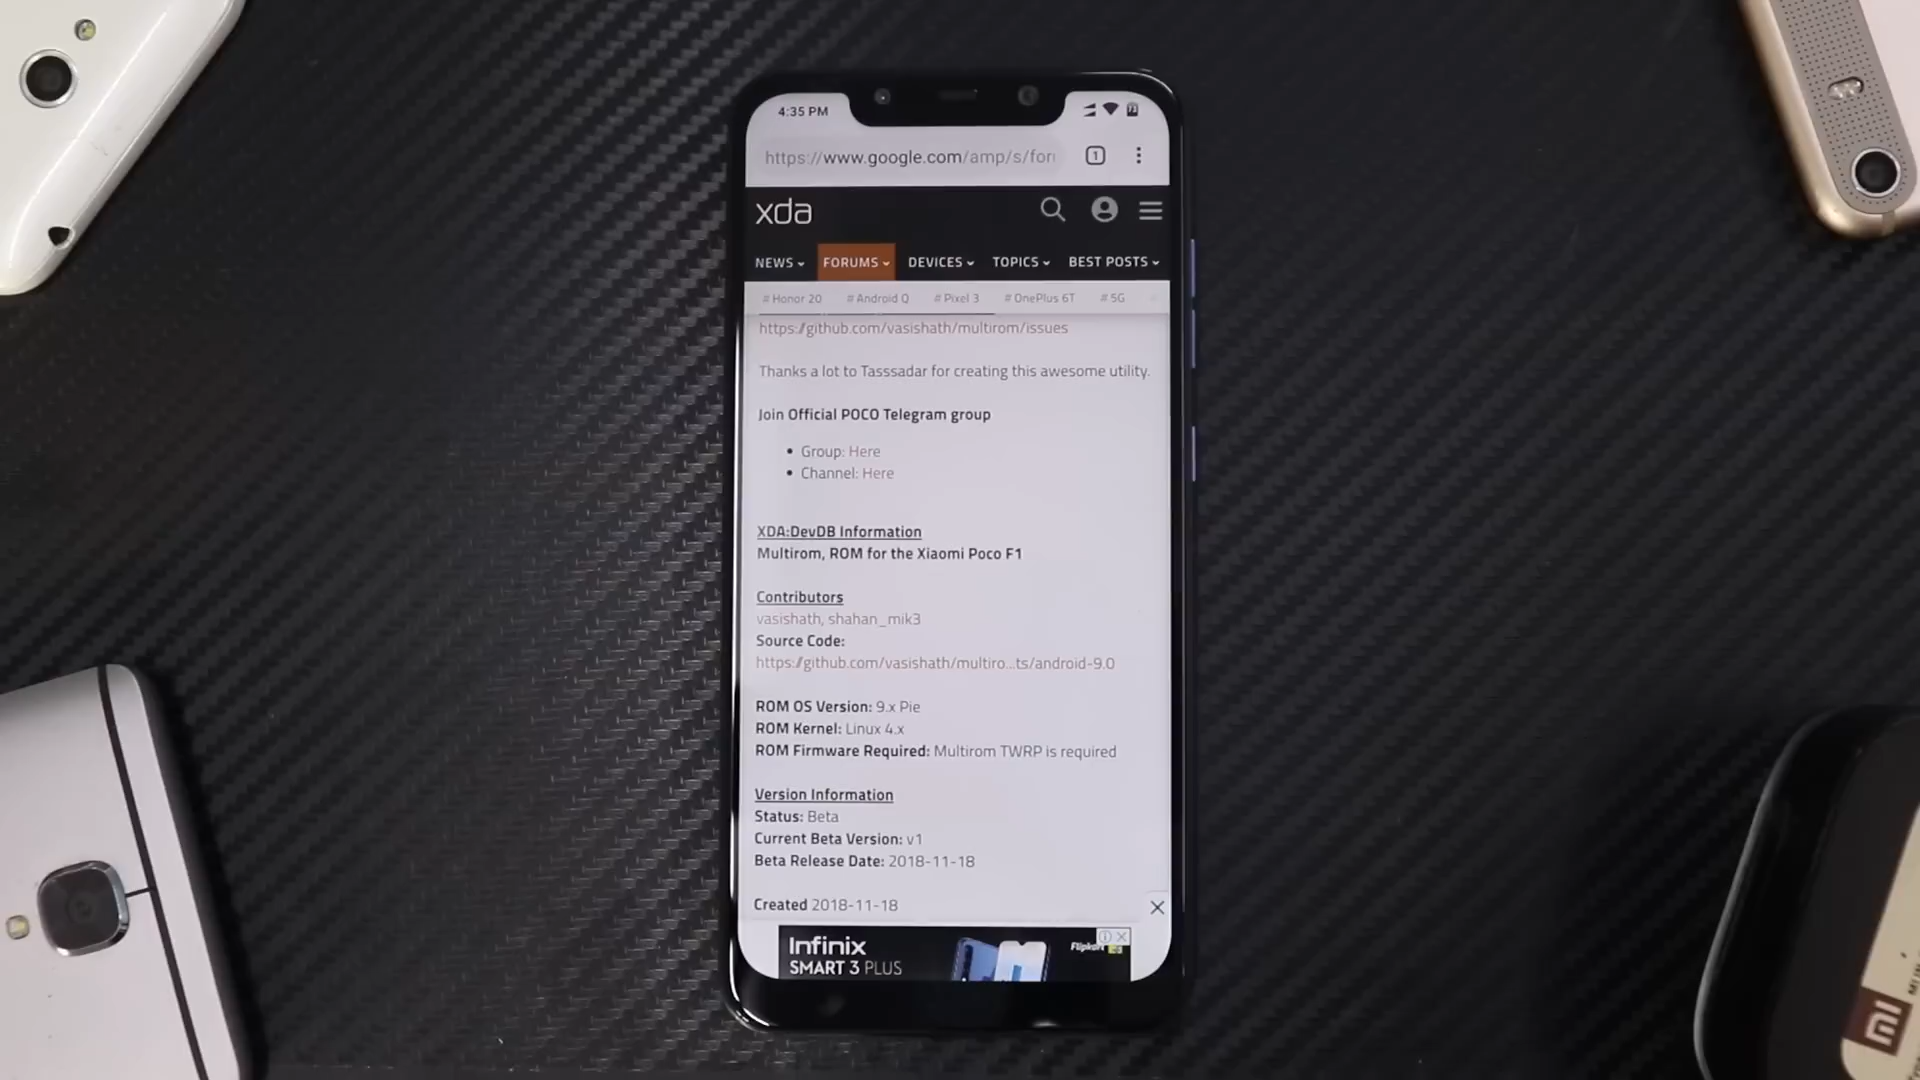 4:35 PM
https://www.google.com/amp/s/for
1
xda
NEWS FORUMS DEVICES TOPICS BEST POSTS
# Honor 20 # Android Q # Pixel 3 # OnePlus 6T # 5G
https://github.com/vasishath/multirom/issues
Thanks a lot to Tasssadar for creating this awesome utility.
Join Official POCO Telegram group
• Group: Here
• Channel: Here
XDA:DevDB Information
Multirom, ROM for the Xiaomi Poco F1
Contributors
vasishath, shahan_mik3
Source Code:
https://github.com/vasishath/multiro...ts/android-9.0
ROM OS Version: 9.x Pie
ROM Kernel: Linux 4.x
ROM Firmware Required: Multirom TWRP is required
Version Information
Status: Beta
Current Beta Version: v1
Beta Release Date: 2018-11-18
Created 2018-11-18
Infinix
SMART 3 PLUS
Flipkart
mi